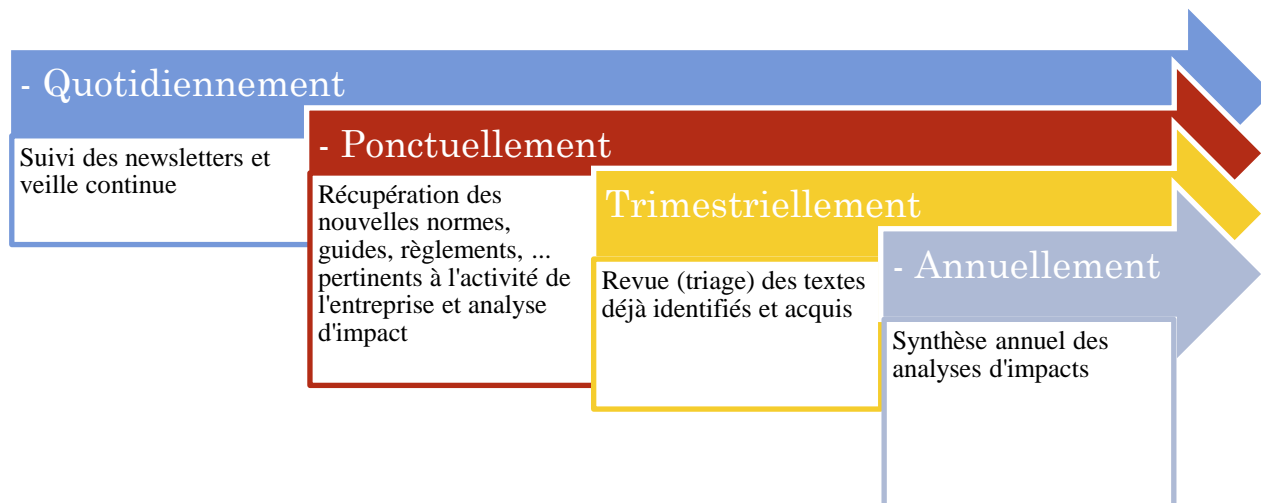 - Quotidiennement
Suivi des newsletters et
veille continue
- Ponctuellement
Récupération des
nouvelles normes,
guides, règlements, ...
pertinents à l'activité de
l'entreprise et analyse
d'impact
Trimestriellement
Revue (triage) des textes
déjà identifiés et acquis
- Annuellement
Synthèse annuel des
analyses d'impacts